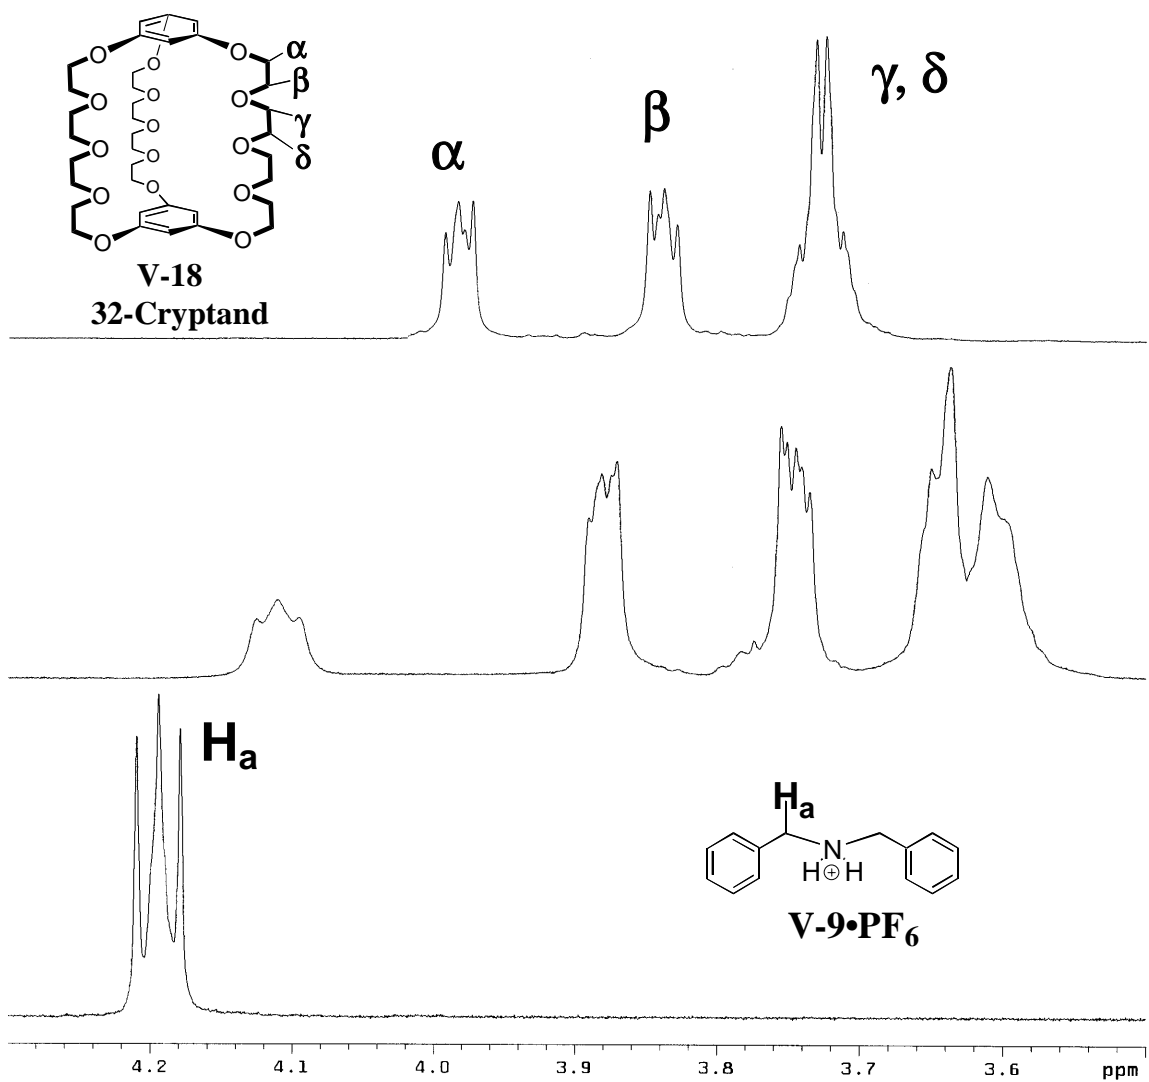 O
O
α
O
β
O
O
O
γ
O
O
O
δ
O
O
O
O
O
O
V-18
32-Cryptand
α
β
γ, δ
Ha
Ha
N
H⊕H
V-9•PF6
4.2 4.1 4.0 3.9 3.8 3.7 3.6 ppm